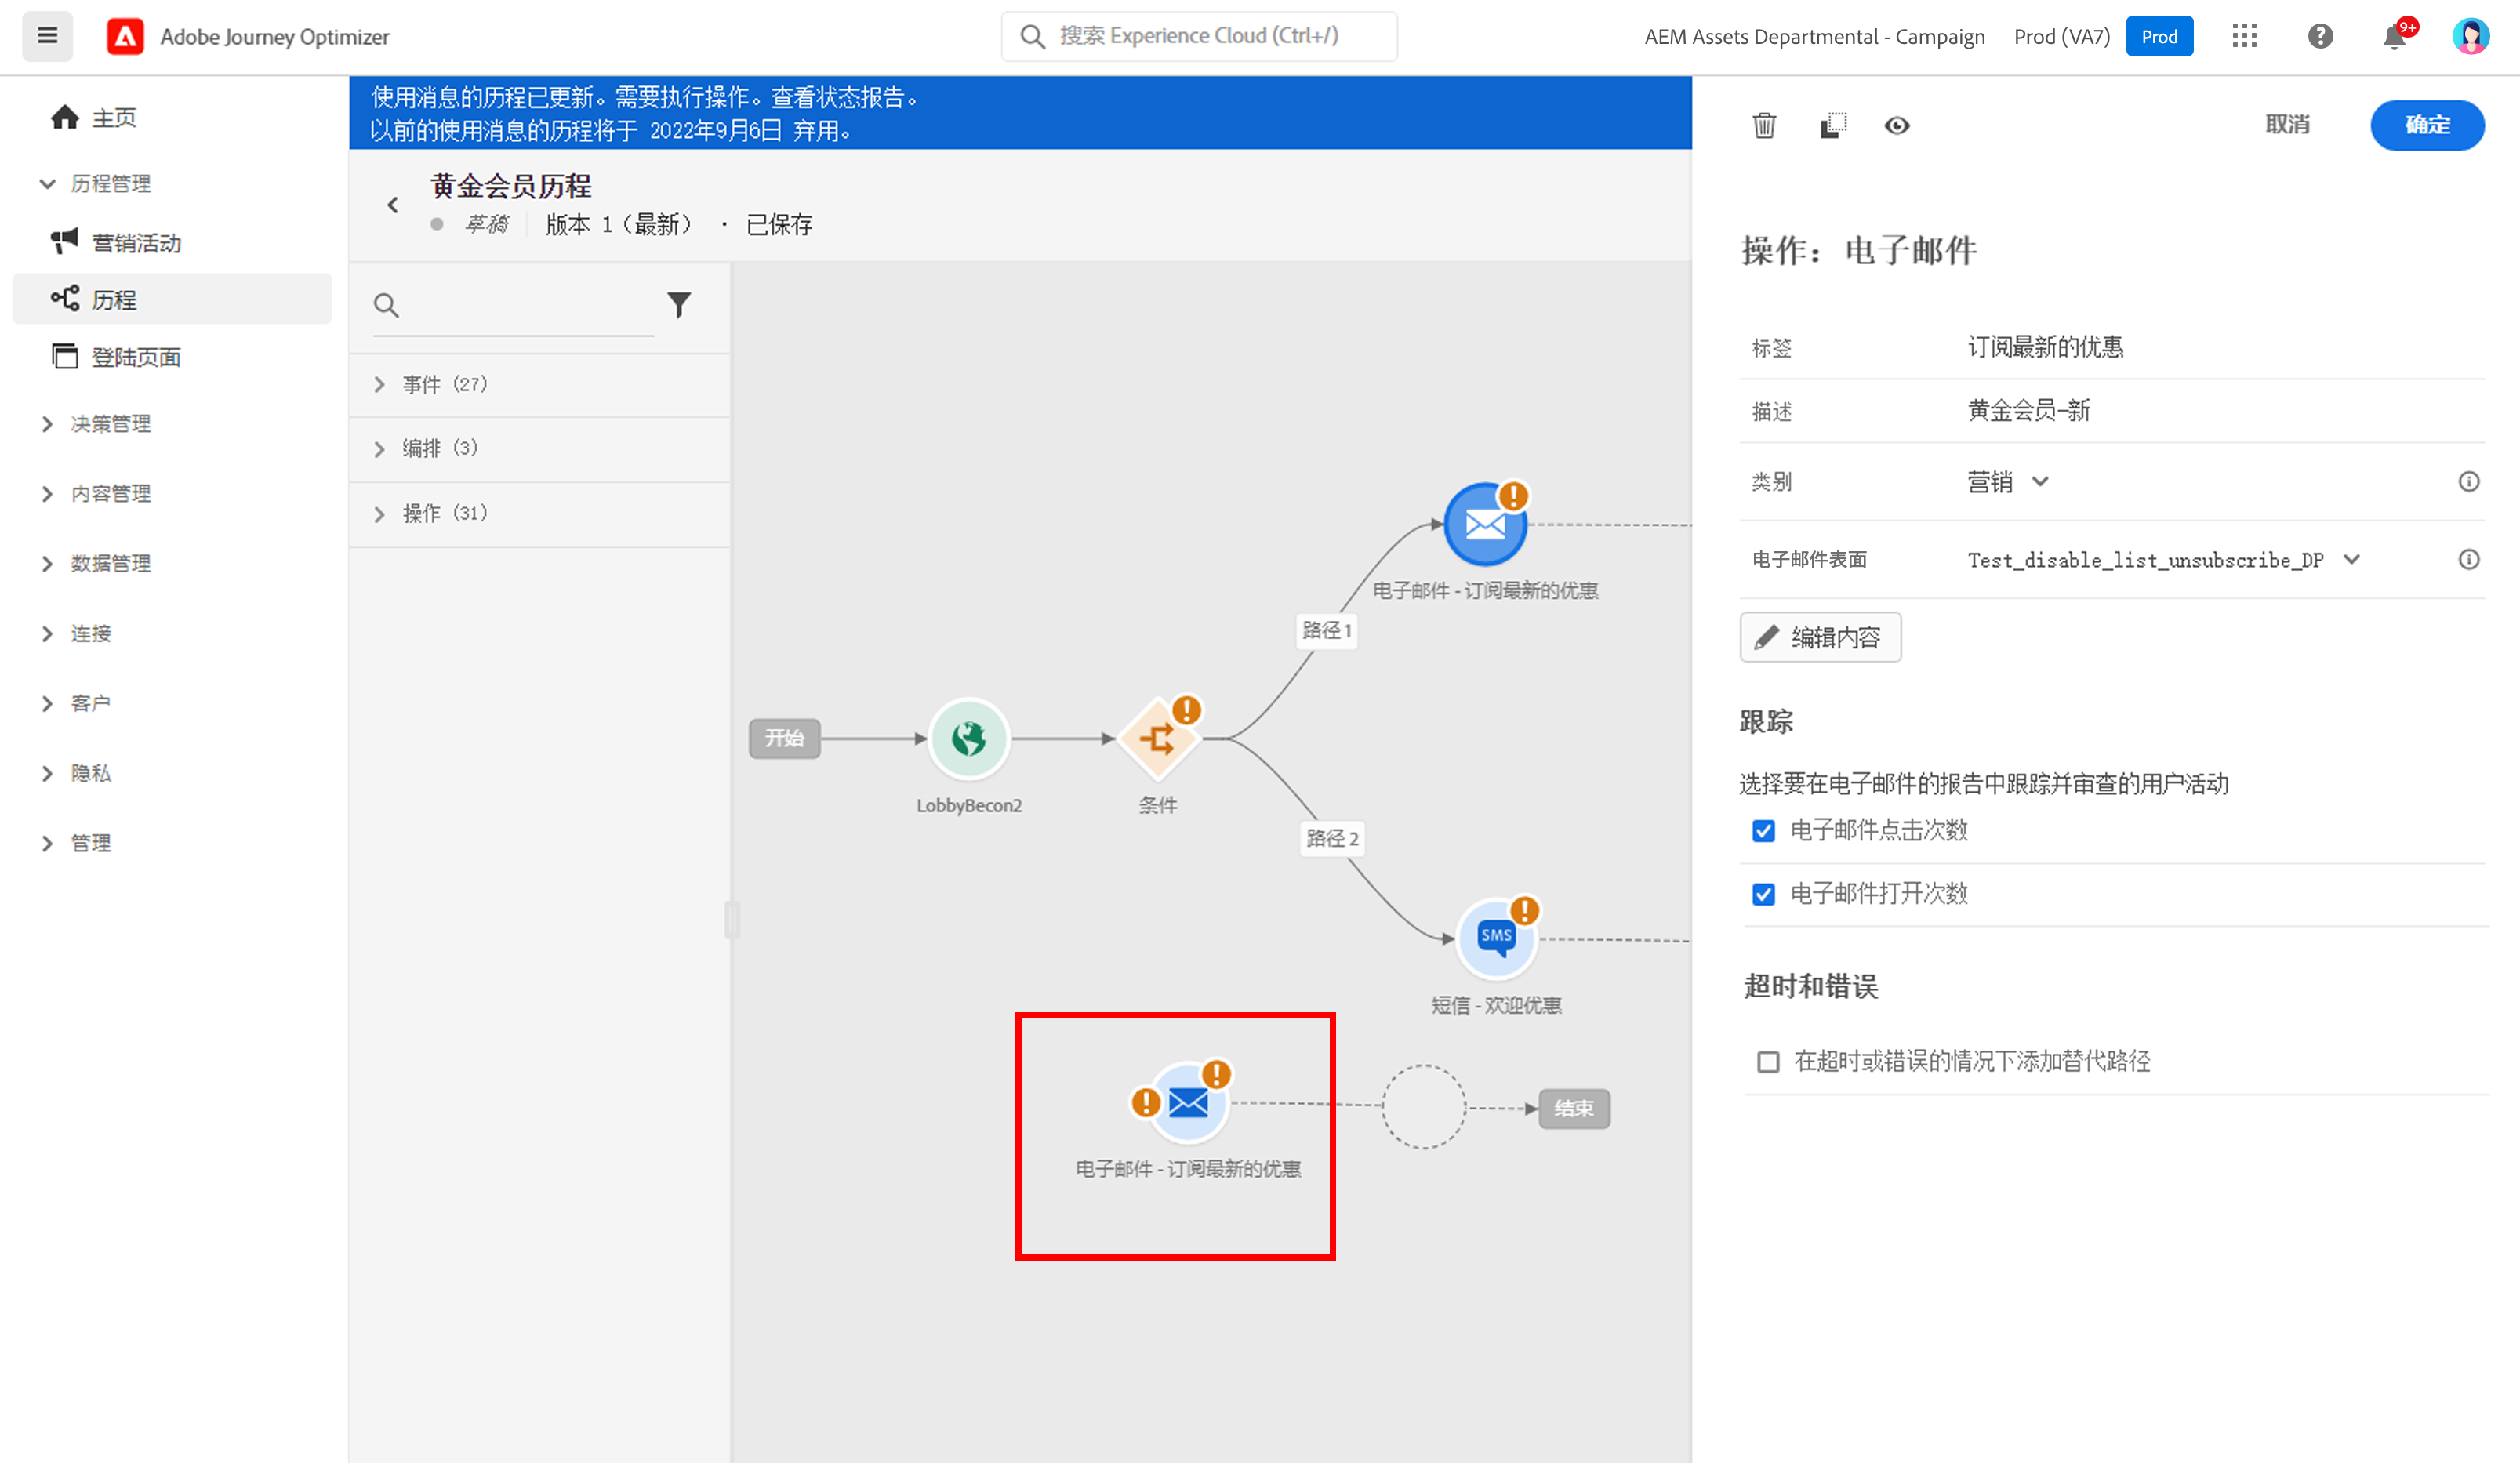 Adobe Journey Optimizer
搜索 Experience Cloud (Ctrl+/)
AEM Assets Departmental - Campaign
Prod (VA7)
Prod
9+
主页
历程管理
营销活动
历程
登陆页面
决策管理
内容管理
数据管理
连接
客户
隐私
管理
使用消息的历程已更新。需要执行操作。查看状态报告。
以前的使用消息的历程将于 2022年9月6日 弃用。
黄金会员历程
草稿 版本 1（最新） · 已保存
事件 (27)
编排 (3)
操作 (31)
开始
LobbyBecon2
条件
路径 1
路径 2
电子邮件 - 订阅最新的优惠
SMS
短信 - 欢迎优惠
电子邮件 - 订阅最新的优惠
结束
取消
确定
操作：电子邮件
标签 订阅最新的优惠
描述 黄金会员-新
类别 营销
电子邮件表面 Test_disable_list_unsubscribe_DP
编辑内容
跟踪
选择要在电子邮件的报告中跟踪并审查的用户活动
电子邮件点击次数
电子邮件打开次数
超时和错误
在超时或错误的情况下添加替代路径